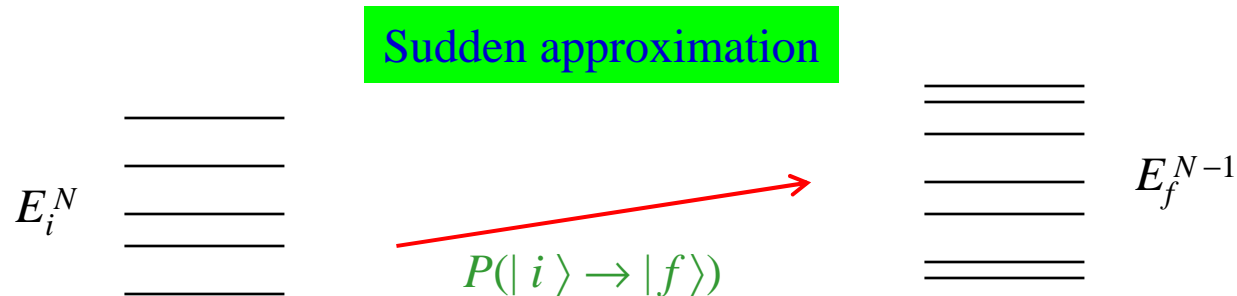 Sudden approximation
E_i^N
E_f^{N−1}
P(| i ⟩ → | f ⟩)